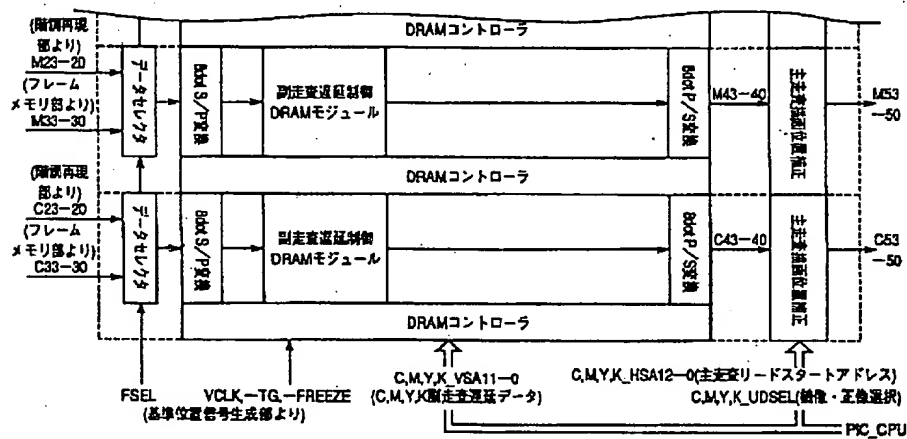 DRAMコントローラ
(階調再現
部より)
M23−20
(フレーム
メモリ部より)
M33−30
データセレクタ
8dot S/P変換
副走査遅延制御
DRAMモジュール
8dot P/S変換
M43−40
主走査描画位置補正
M53
−50
DRAMコントローラ
(階調再現
部より)
C23−20
(フレーム
メモリ部より)
C33−30
データセレクタ
8dot S/P変換
副走査遅延制御
DRAMモジュール
8dot P/S変換
C43−40
主走査描画位置補正
C53
−50
DRAMコントローラ
FSEL
VCLK,−TG,−FREEZE
(基準位置信号生成部より)
C,M,Y,K_VSA11−0
(C,M,Y,K副走査遅延データ)
C,M,Y,K_HSA12−0(主走査リードスタートアドレス)
C,M,Y,K_UDSEL(鏡像・正像選択)
PIC_CPU